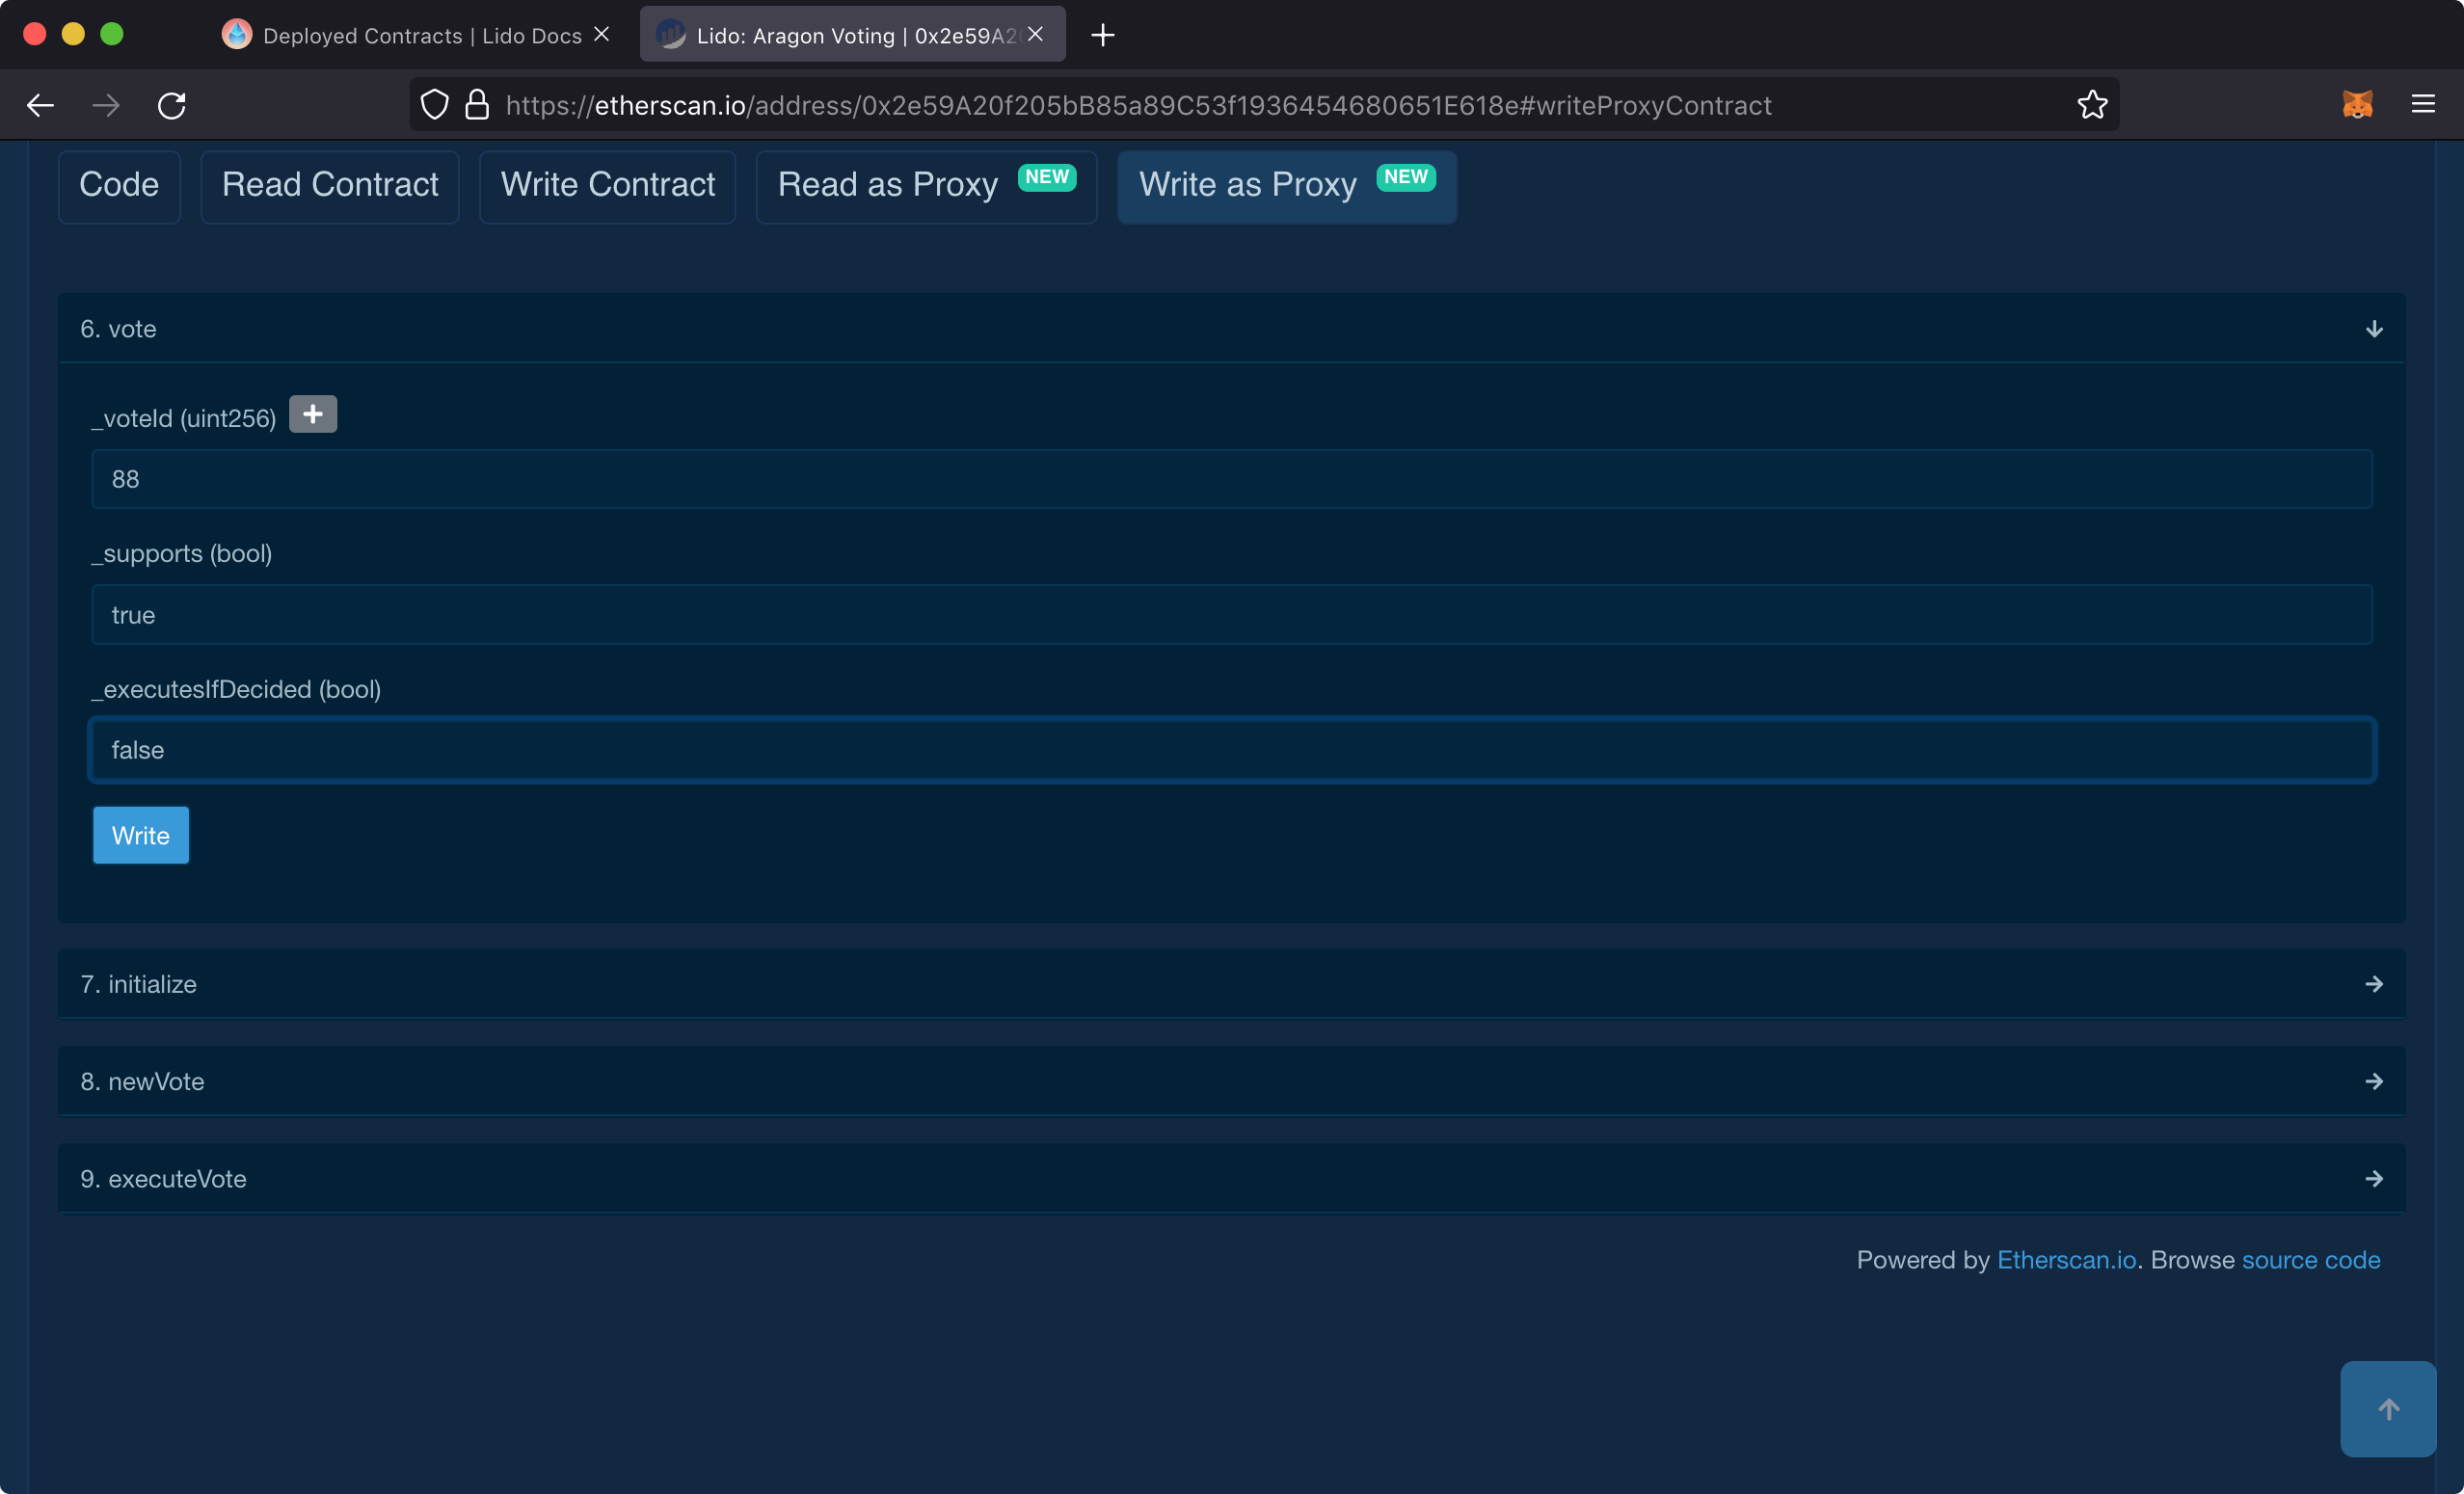 Deployed Contracts | Lido Docs
Lido: Aragon Voting | 0x2e59A2
https://etherscan.io/address/0x2e59A20f205bB85a89C53f1936454680651E618e#writeProxyContract
Code
Read Contract
Write Contract
Read as Proxy NEW
Write as Proxy NEW
6. vote
_voteId (uint256)
88
_supports (bool)
true
_executesIfDecided (bool)
false
Write
7. initialize
8. newVote
9. executeVote
Powered by Etherscan.io. Browse source code